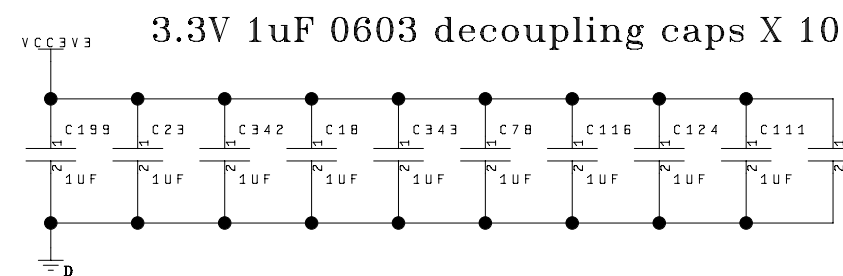 3.3V 1uF 0603 decoupling caps X 10
VCC3V3
C199 C23 C342 C18 C343 C78 C116 C124 C111
1 1 1 1 1 1 1 1 1 1
2 2 2 2 2 2 2 2 2 2
1UF 1UF 1UF 1UF 1UF 1UF 1UF 1UF 1UF
D